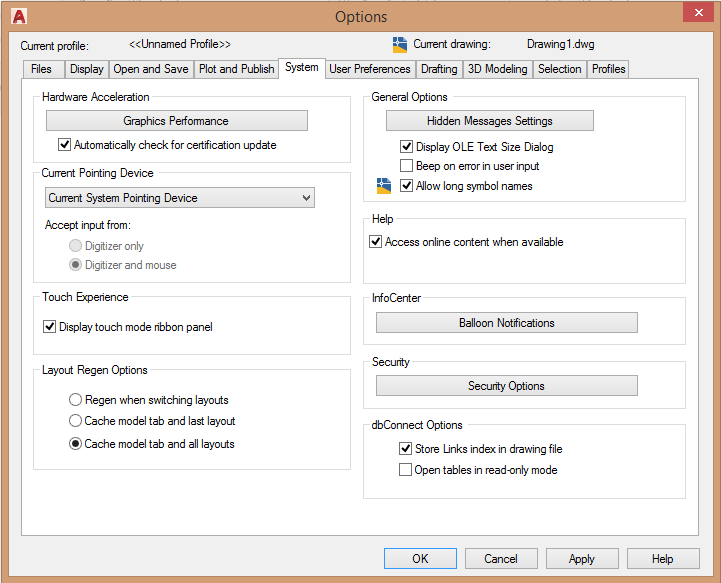 Options
Current profile:
<<Unnamed Profile>>
Current drawing:
Drawing1.dwg
Files
Display
Open and Save
Plot and Publish
System
User Preferences
Drafting
3D Modeling
Selection
Profiles
Hardware Acceleration
Graphics Performance
Automatically check for certification update
Current Pointing Device
Current System Pointing Device
Accept input from:
Digitizer only
Digitizer and mouse
Touch Experience
Display touch mode ribbon panel
Layout Regen Options
Regen when switching layouts
Cache model tab and last layout
Cache model tab and all layouts
General Options
Hidden Messages Settings
Display OLE Text Size Dialog
Beep on error in user input
Allow long symbol names
Help
Access online content when available
InfoCenter
Balloon Notifications
Security
Security Options
dbConnect Options
Store Links index in drawing file
Open tables in read-only mode
OK
Cancel
Apply
Help